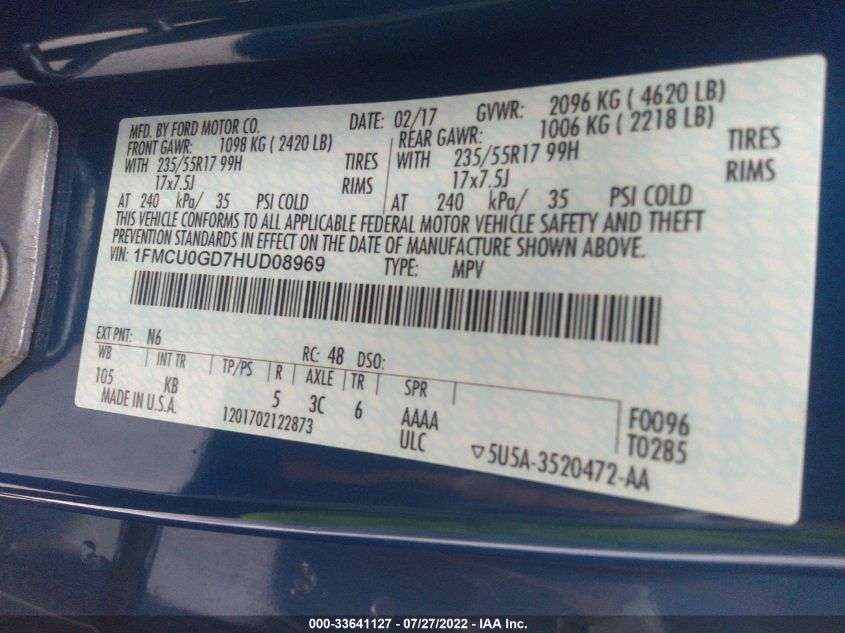 MFD. BY FORD MOTOR CO. DATE: 02/17 GVWR: 2096 KG ( 4620 LB)
FRONT GAWR: 1098 KG ( 2420 LB) REAR GAWR: 1006 KG ( 2218 LB)
WITH 235/55R17 99H TIRES WITH 235/55R17 99H TIRES
17x7.5J RIMS 17x7.5J RIMS
AT 240 kPa/ 35 PSI COLD AT 240 kPa/ 35 PSI COLD
THIS VEHICLE CONFORMS TO ALL APPLICABLE FEDERAL MOTOR VEHICLE SAFETY AND THEFT
PREVENTION STANDARDS IN EFFECT ON THE DATE OF MANUFACTURE SHOWN ABOVE.
VIN: 1FMCU0GD7HUD08969 TYPE: MPV
EXT PNT: N6 RC: 48 DSO:
WB INT TR TP/PS R AXLE TR SPR
105 KB 5 3C 6 AAAA F0096
MADE IN U.S.A. 1201702122873 ULC T0285
▽5U5A-3520472-AA
000-33641127 - 07/27/2022 - IAA Inc.